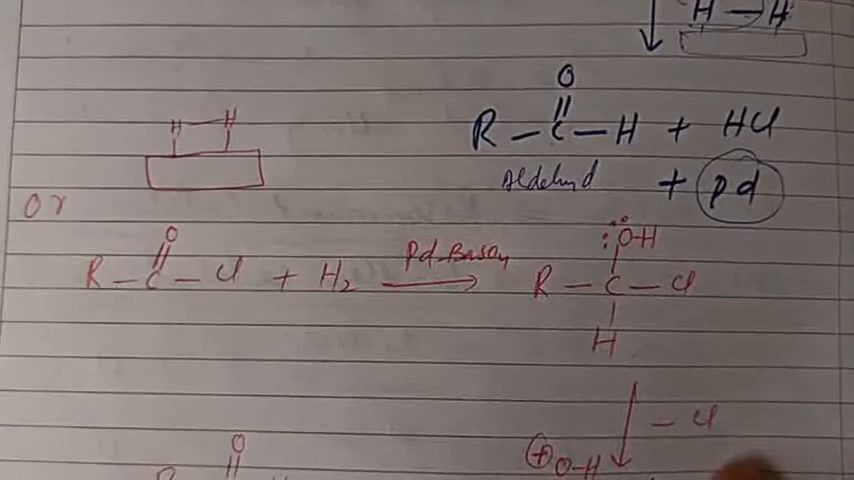 H — H
O
R — C — H + HCl
Aldehyd + pd
H — H
Or
O
R — C — Cl + H2 Pd-BaSO4 R — C — Cl
:ÖH
H
— Cl
⊕ O-H
O
R